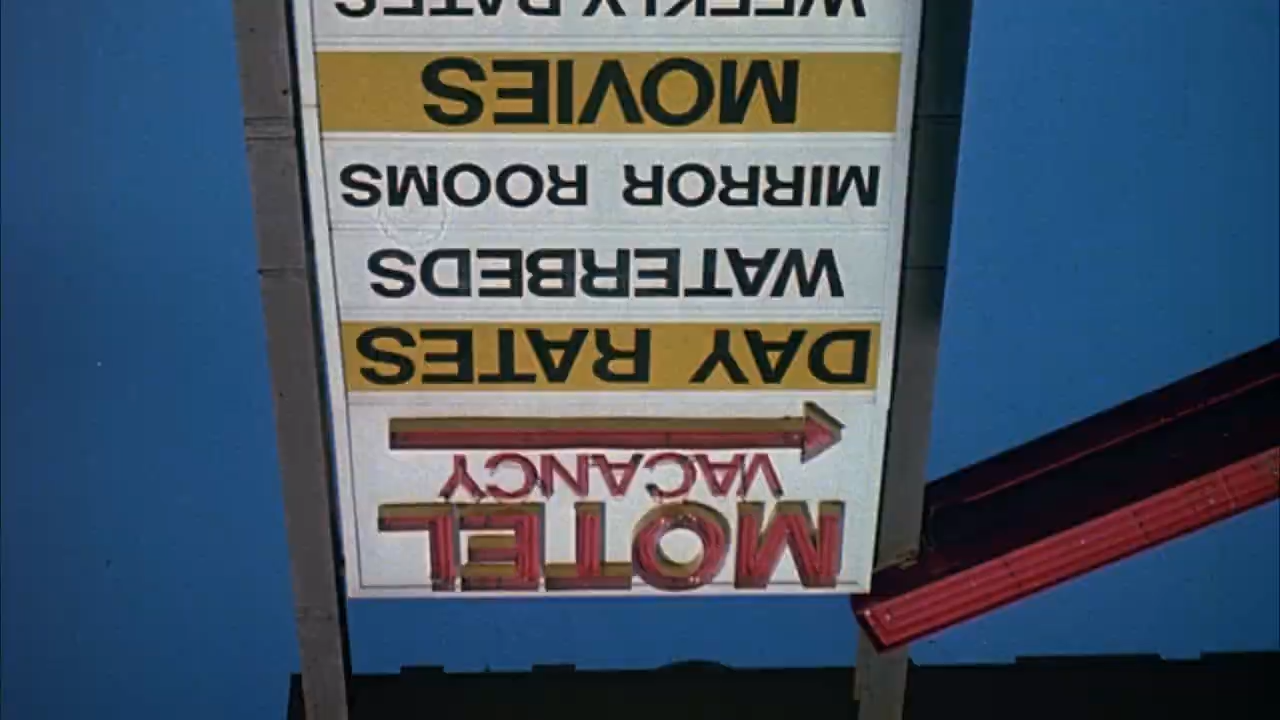 MOTEL
VACANCY
DAY RATES
WATERBEDS
MIRROR ROOMS
MOVIES
WEEKLY RATES